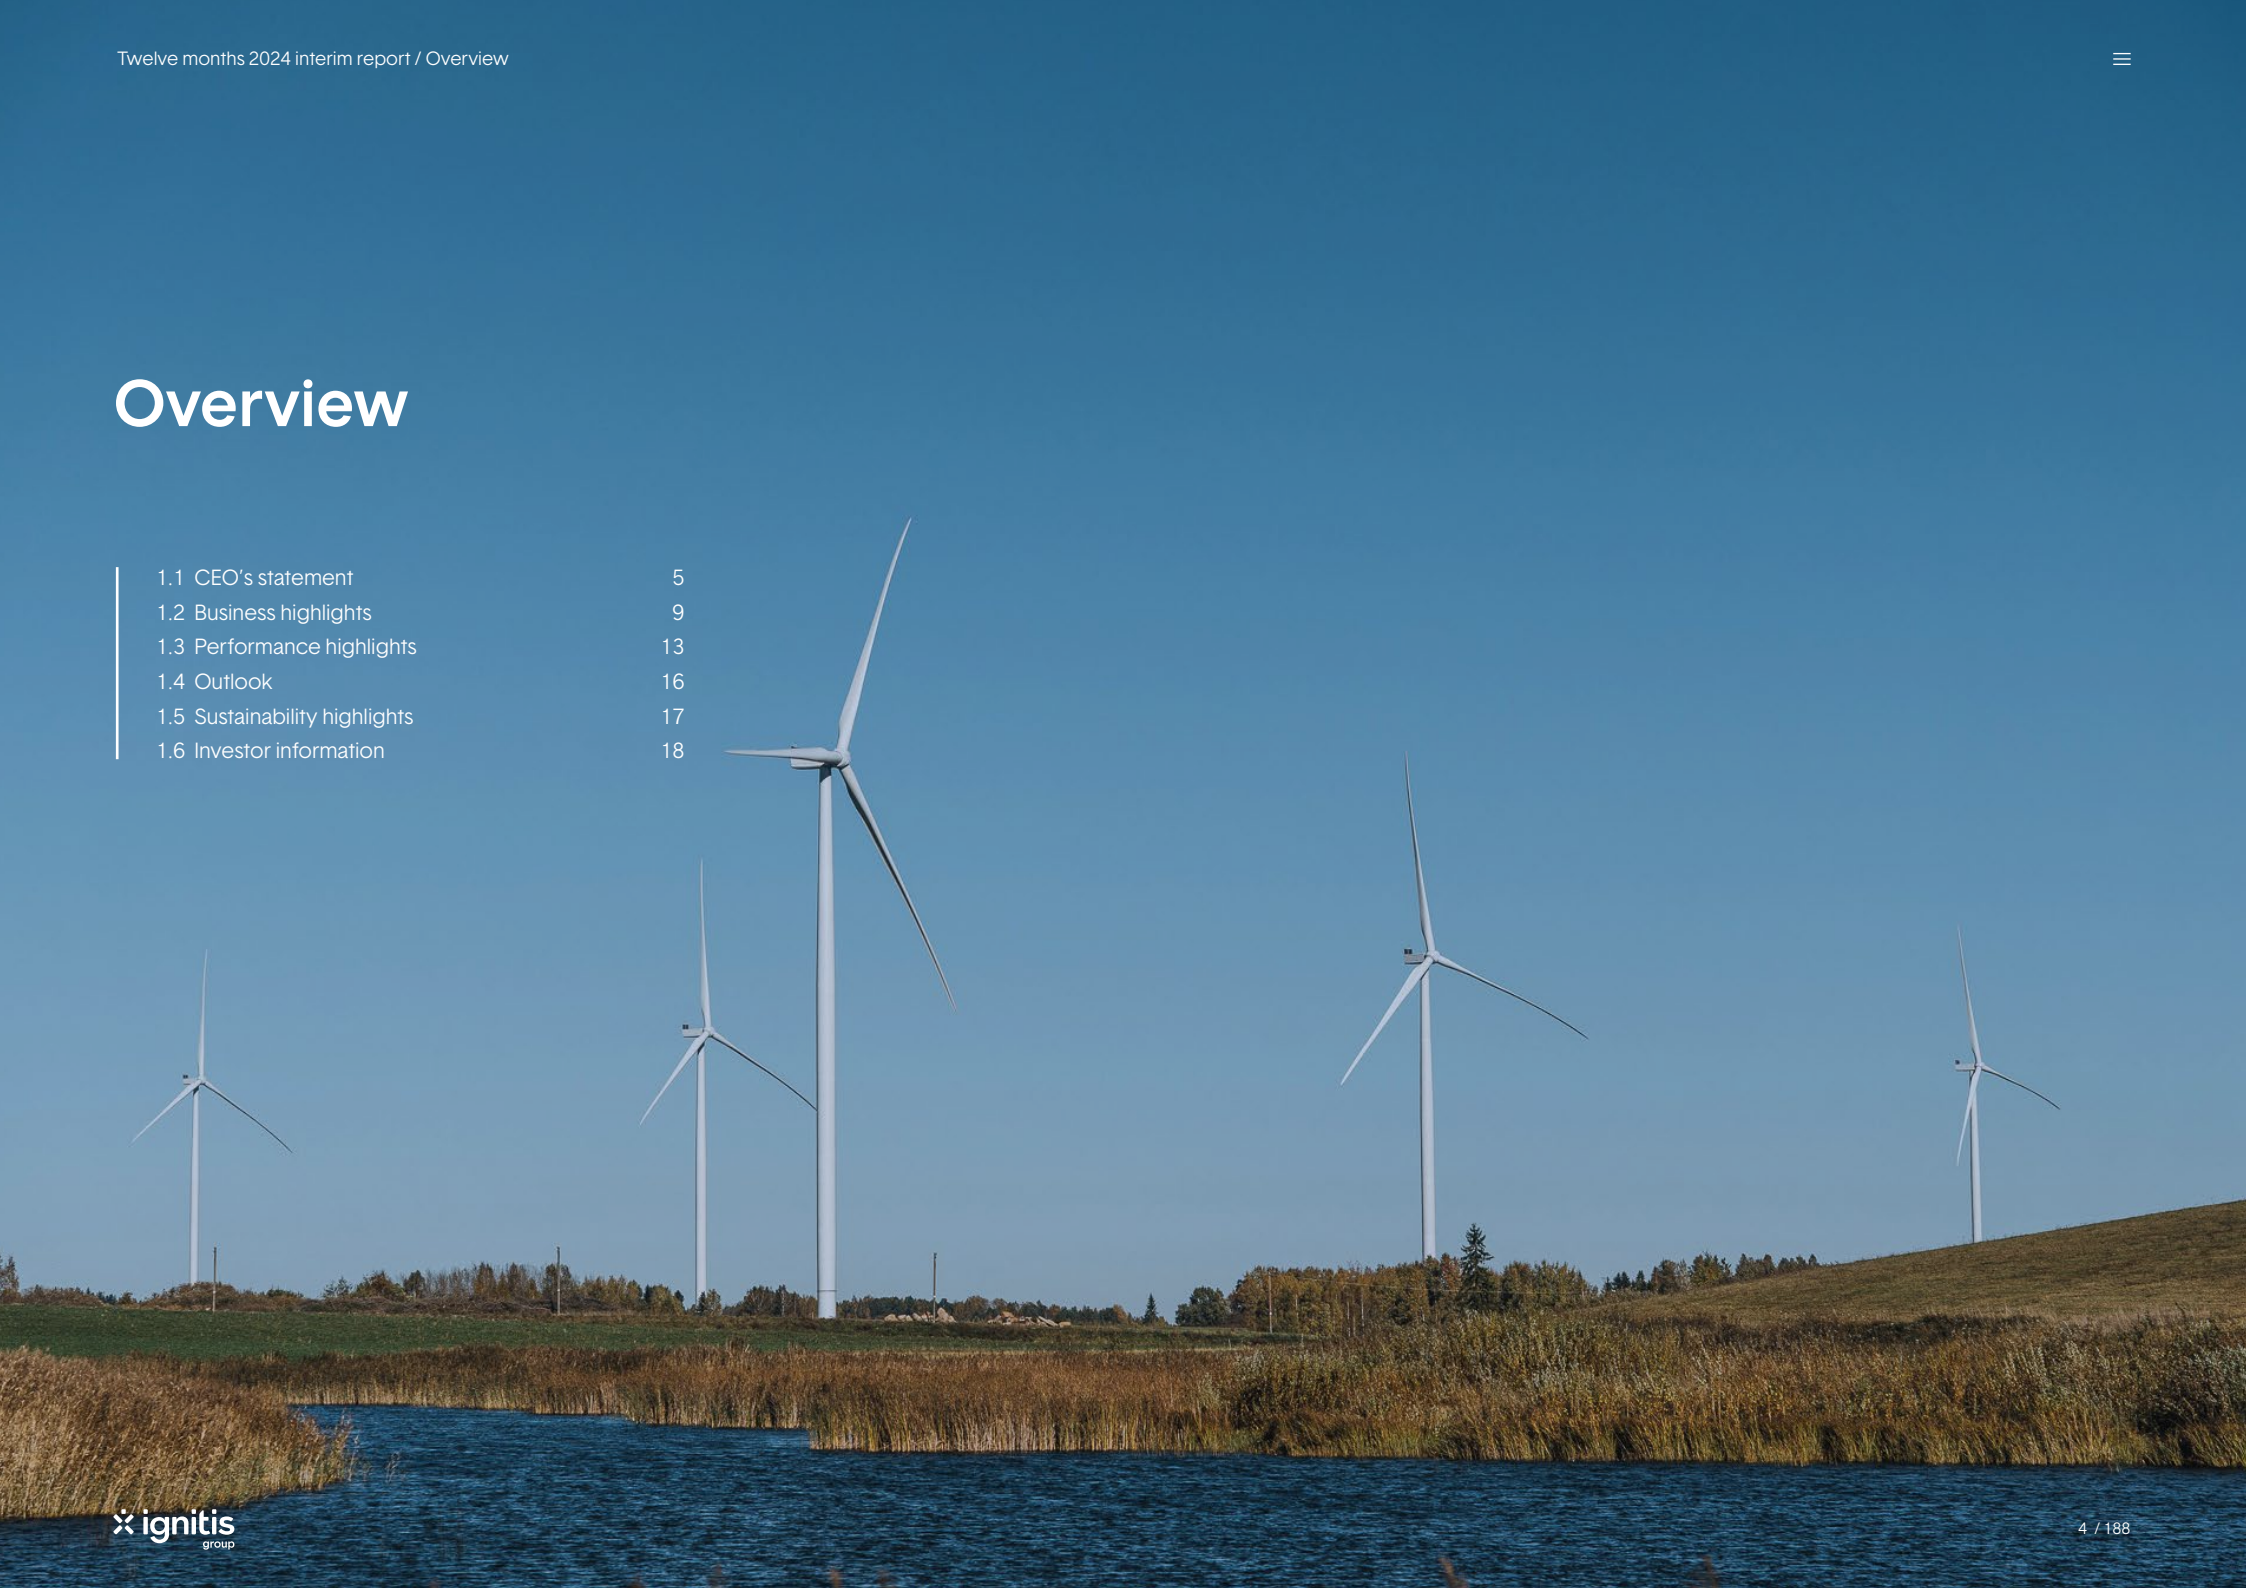 Twelve months 2024 interim report / Overview
Overview
1.1 CEO's statement 5
1.2 Business highlights 9
1.3 Performance highlights 13
1.4 Outlook 16
1.5 Sustainability highlights 17
1.6 Investor information 18
ignitis
group
4 / 188